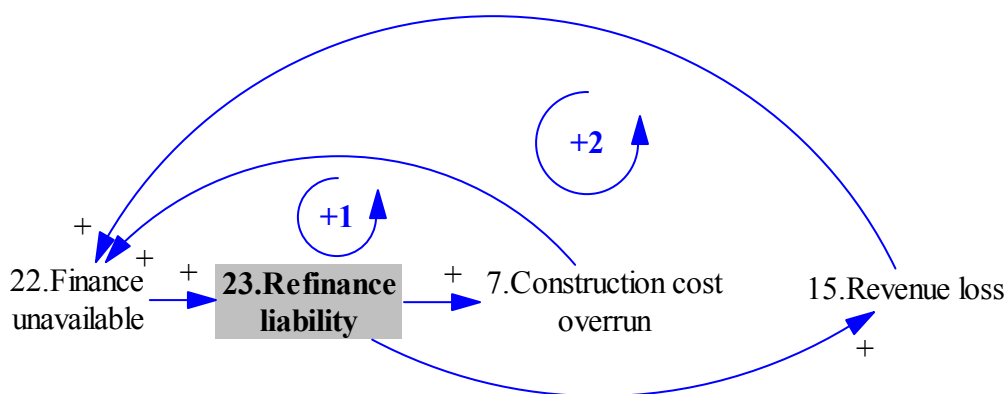 +2
+1
+
+
+
+
+
22.Finance
unavailable
23.Refinance
liability
7.Construction cost
overrun
15.Revenue loss